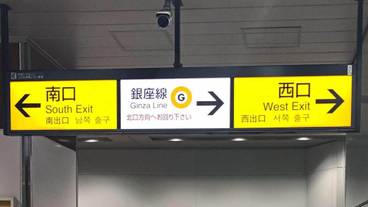 南口
South Exit
南出口 남쪽 출구
銀座線 G
Ginza Line
北口方向へお回り下さい
西口
West Exit
西出口 서쪽 출구